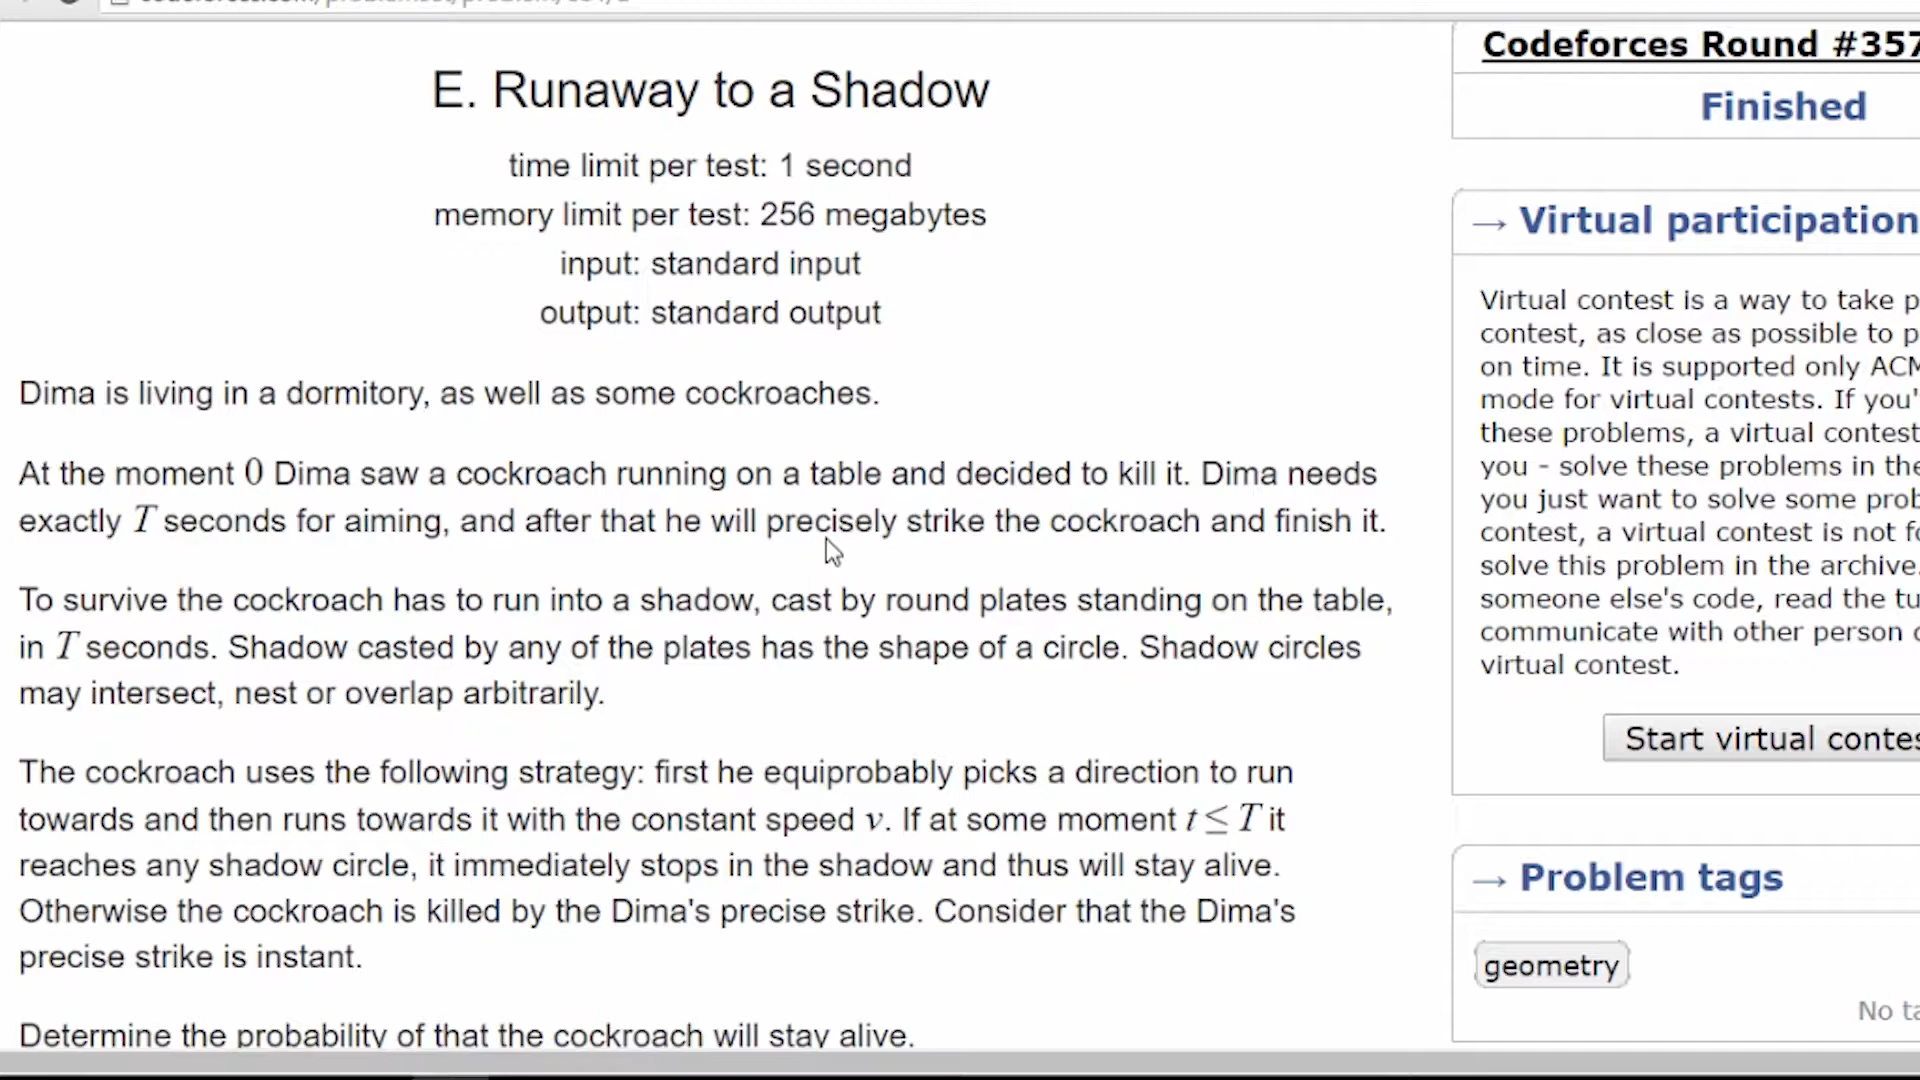 E. Runaway to a Shadow
time limit per test: 1 second
memory limit per test: 256 megabytes
input: standard input
output: standard output
Dima is living in a dormitory, as well as some cockroaches.
At the moment 0 Dima saw a cockroach running on a table and decided to kill it. Dima needs
exactly T seconds for aiming, and after that he will precisely strike the cockroach and finish it.
To survive the cockroach has to run into a shadow, cast by round plates standing on the table,
in T seconds. Shadow casted by any of the plates has the shape of a circle. Shadow circles
may intersect, nest or overlap arbitrarily.
The cockroach uses the following strategy: first he equiprobably picks a direction to run
towards and then runs towards it with the constant speed v. If at some moment t ≤ T it
reaches any shadow circle, it immediately stops in the shadow and thus will stay alive.
Otherwise the cockroach is killed by the Dima's precise strike. Consider that the Dima's
precise strike is instant.
Determine the probability of that the cockroach will stay alive.
Codeforces Round #357
Finished
→ Virtual participation
Virtual contest is a way to take p
contest, as close as possible to p
on time. It is supported only ACM
mode for virtual contests. If you'
these problems, a virtual contest
you - solve these problems in the
you just want to solve some prob
contest, a virtual contest is not fo
solve this problem in the archive.
someone else's code, read the tu
communicate with other person
virtual contest.
Start virtual contes
→ Problem tags
geometry
No ta